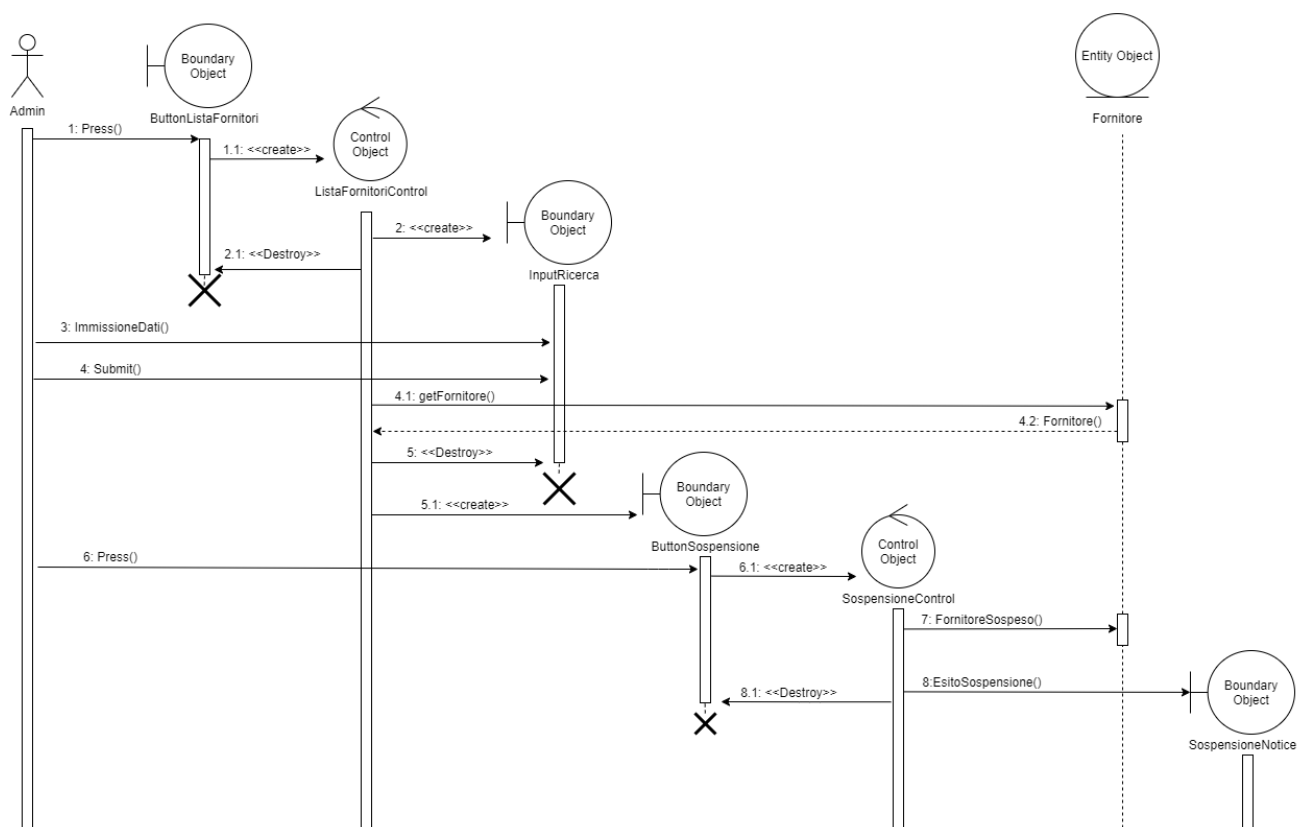 Boundary
Object
Entity Object
Admin
ButtonListaFornitori
Fornitore
1: Press()
1.1: <<create>>
Control
Object
ListaFornitoriControl
2: <<create>>
Boundary
Object
2.1: <<Destroy>>
InputRicerca
3: ImmissioneDati()
4: Submit()
4.1: getFornitore()
4.2: Fornitore()
5: <<Destroy>>
Boundary
Object
5.1: <<create>>
ButtonSospensione
Control
Object
6: Press()
6.1: <<create>>
SospensioneControl
7: FornitoreSospeso()
8:EsitoSospensione()
Boundary
Object
8.1: <<Destroy>>
SospensioneNotice